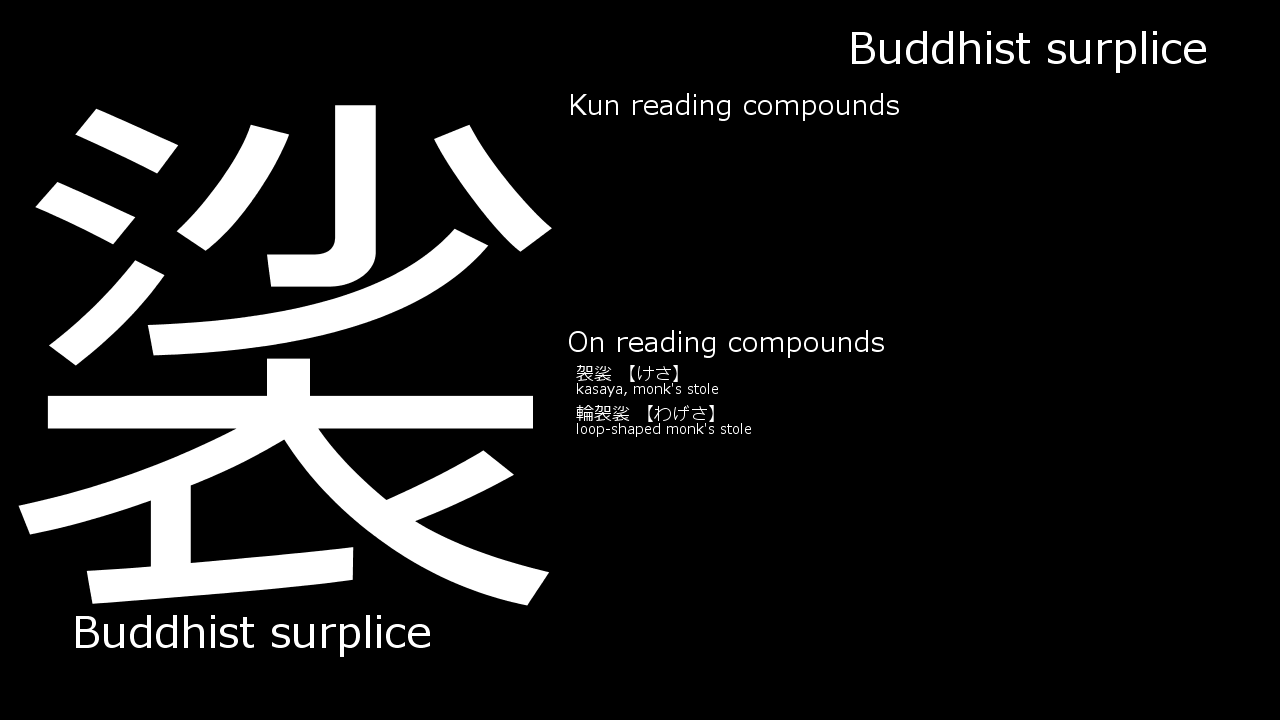 Buddhist surplice
裟
Kun reading compounds
On reading compounds
袈裟 【けさ】
kasaya, monk's stole
輪袈裟 【わげさ】
loop-shaped monk's stole
Buddhist surplice